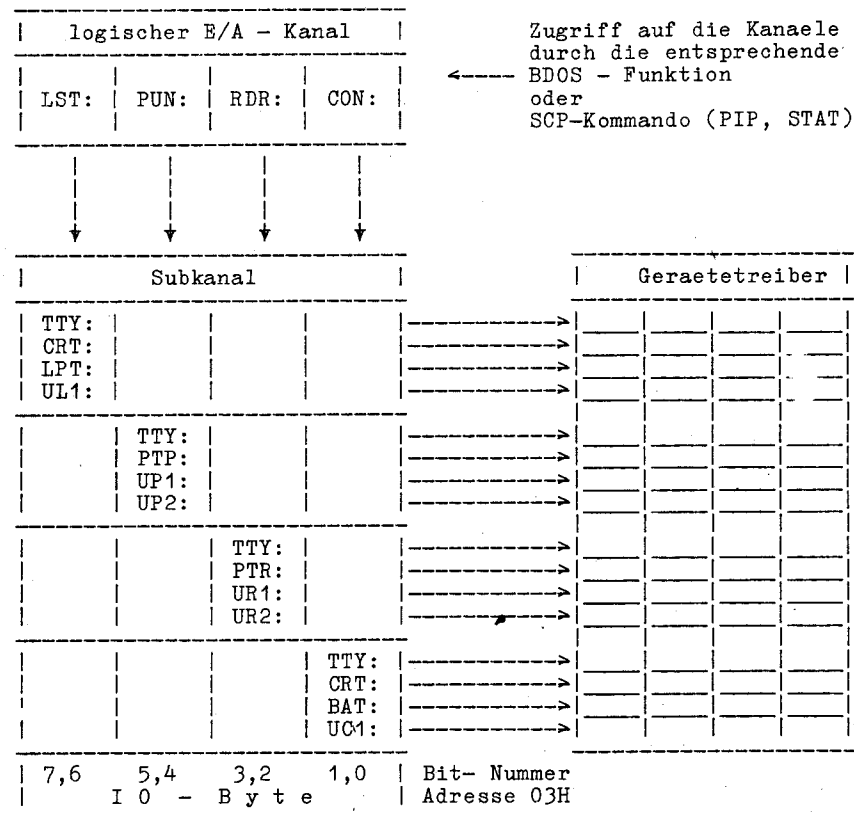 logischer E/A - Kanal
LST: PUN: RDR: CON:
Zugriff auf die Kanaele
durch die entsprechende
BDOS - Funktion
oder
SCP-Kommando (PIP, STAT)
Subkanal
Geraetetreiber
TTY:
CRT:
LPT:
UL1:
TTY:
PTP:
UP1:
UP2:
TTY:
PTR:
UR1:
UR2:
TTY:
CRT:
BAT:
UC1:
7,6 5,4 3,2 1,0 Bit- Nummer
I O - B y t e Adresse 03H